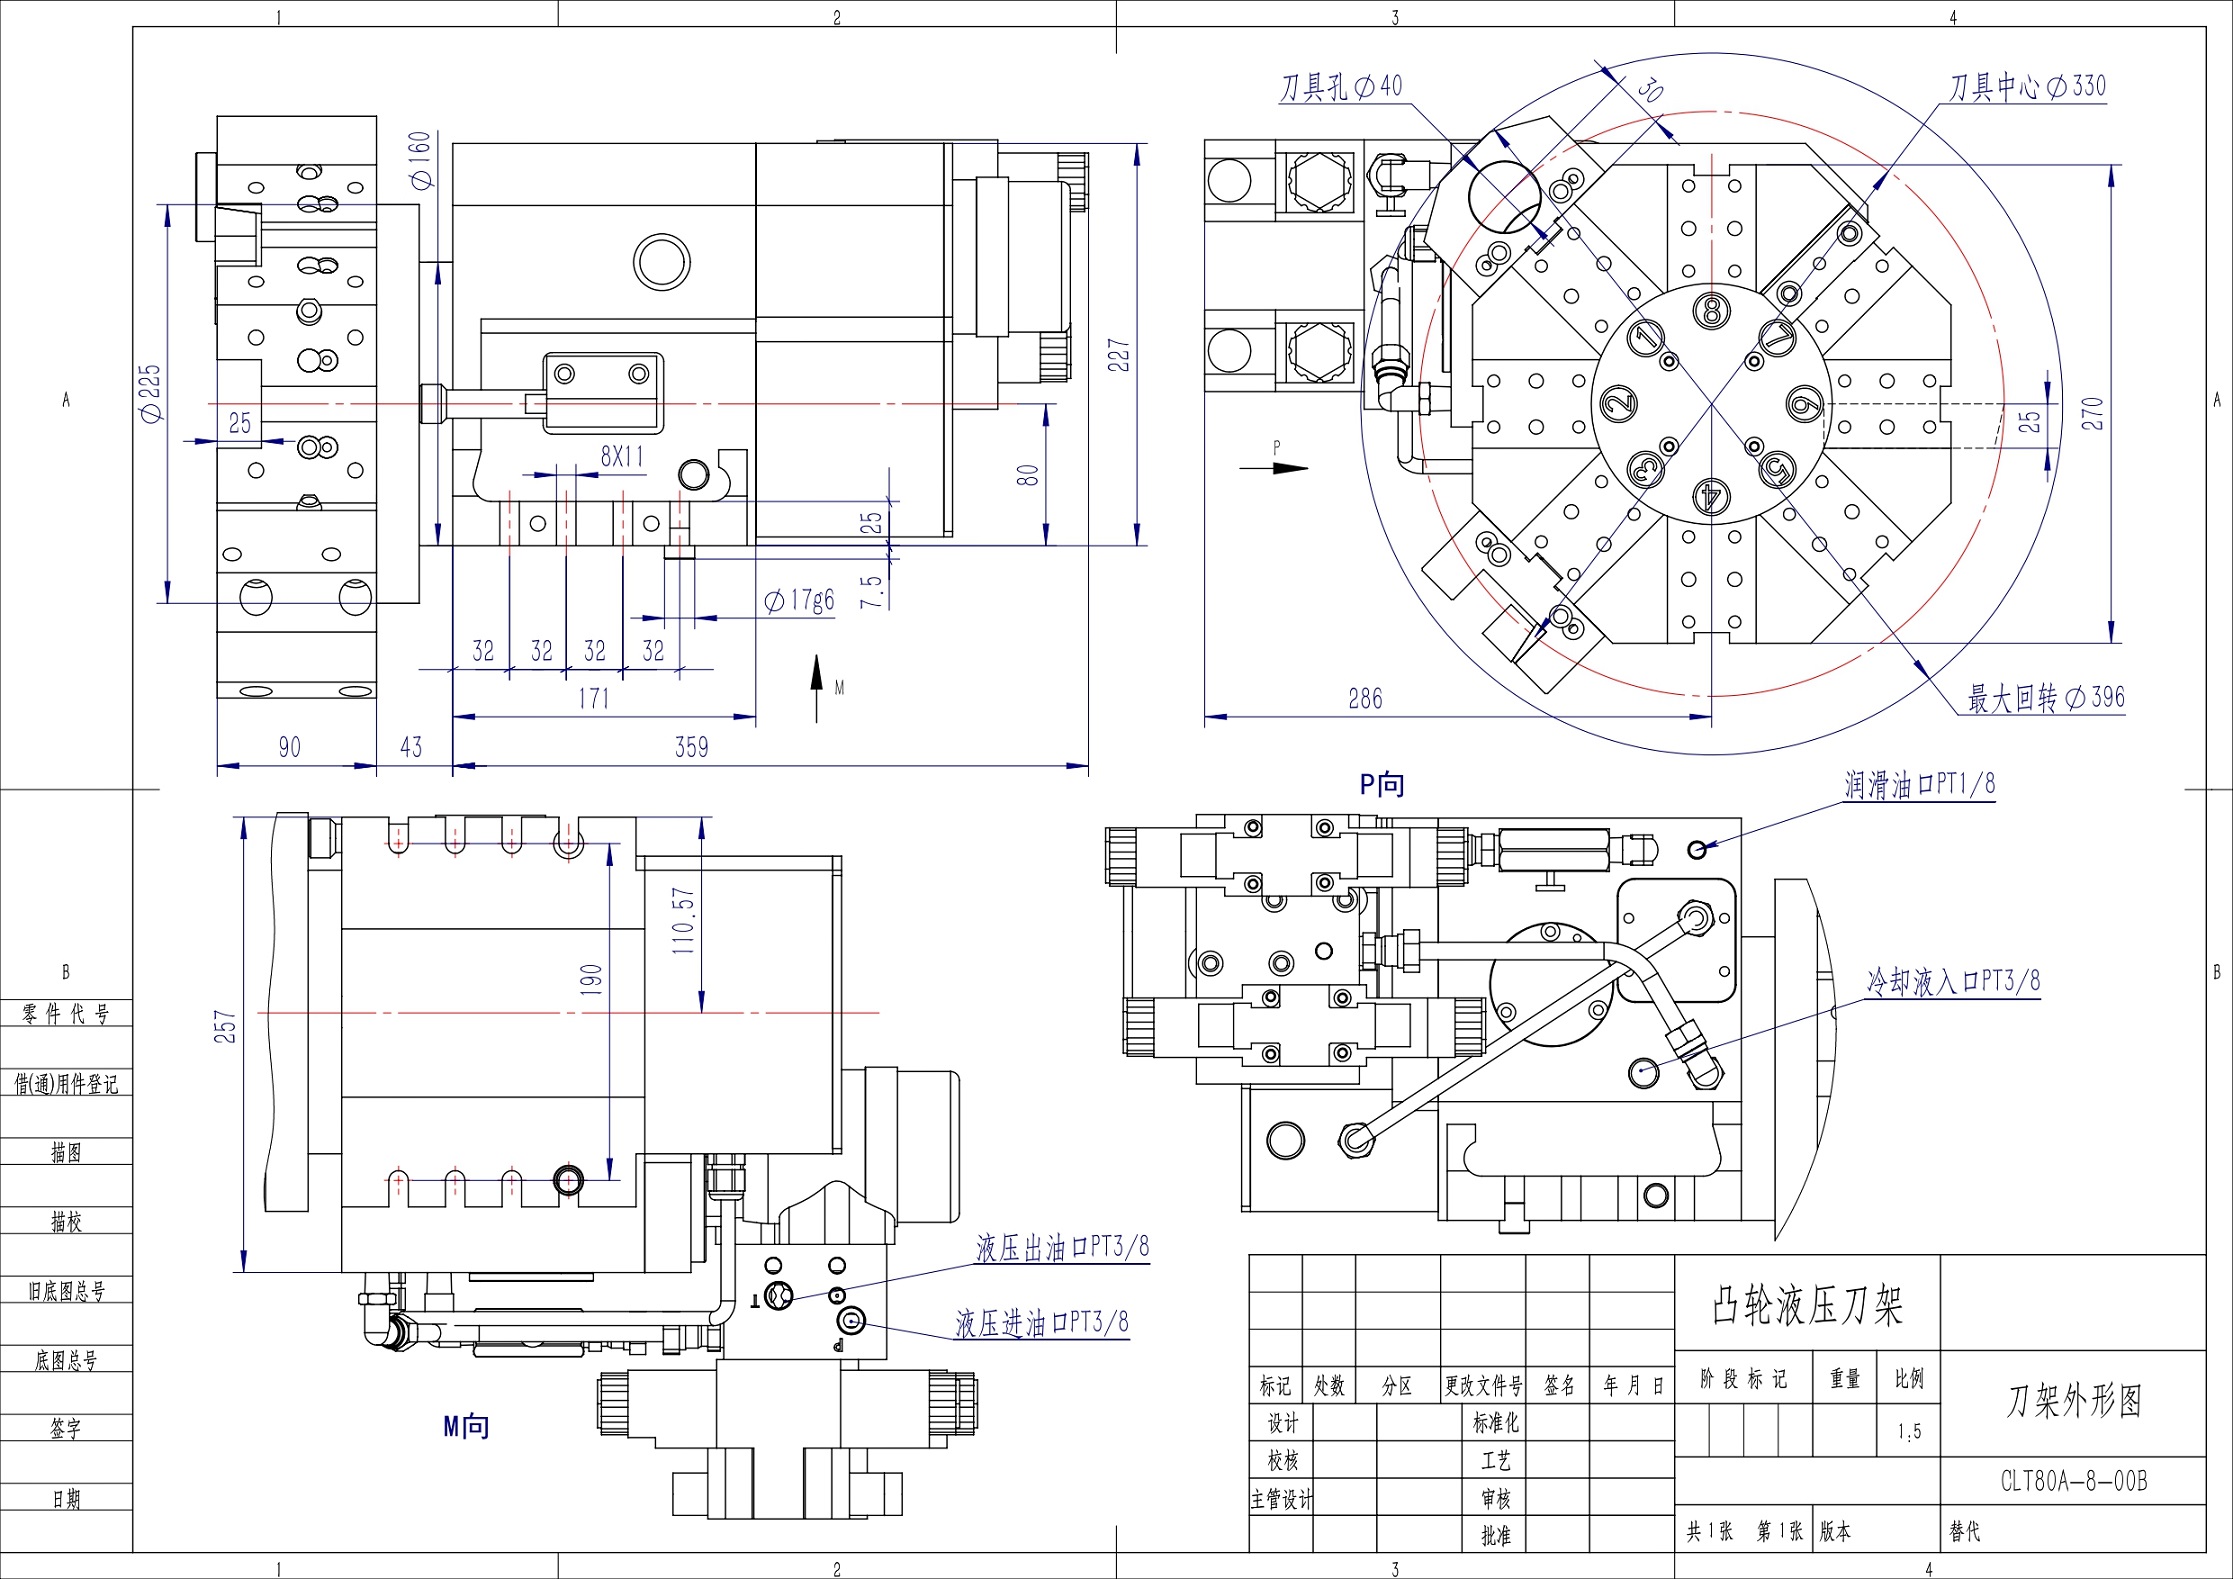 1 2 3 4
刀具孔∅40
30
刀具中心∅330
∅160
∅225
25
8X11
227
80
25
7.5
∅17g6
32 32 32 32
171
90 43 359
M
A
P
8
1 7
2 6
3 5
4
25
270
A
286
最大回转∅396
P向
润滑油口PT1/8
冷却液入口PT3/8
257
190
110.57
液压出油口PT3/8
液压进油口PT3/8
T
P
M向
B
B
零件代号
借(通)用件登记
描图
描校
旧底图总号
底图总号
签字
日期
凸轮液压刀架
标记 处数 分区 更改文件号 签名 年月日
阶段标记 重量 比例
刀架外形图
设计 标准化
1:5
校核 工艺
CLT80A-8-00B
主管设计 审核
批准
共1张 第1张 版本 替代
1 2 3 4